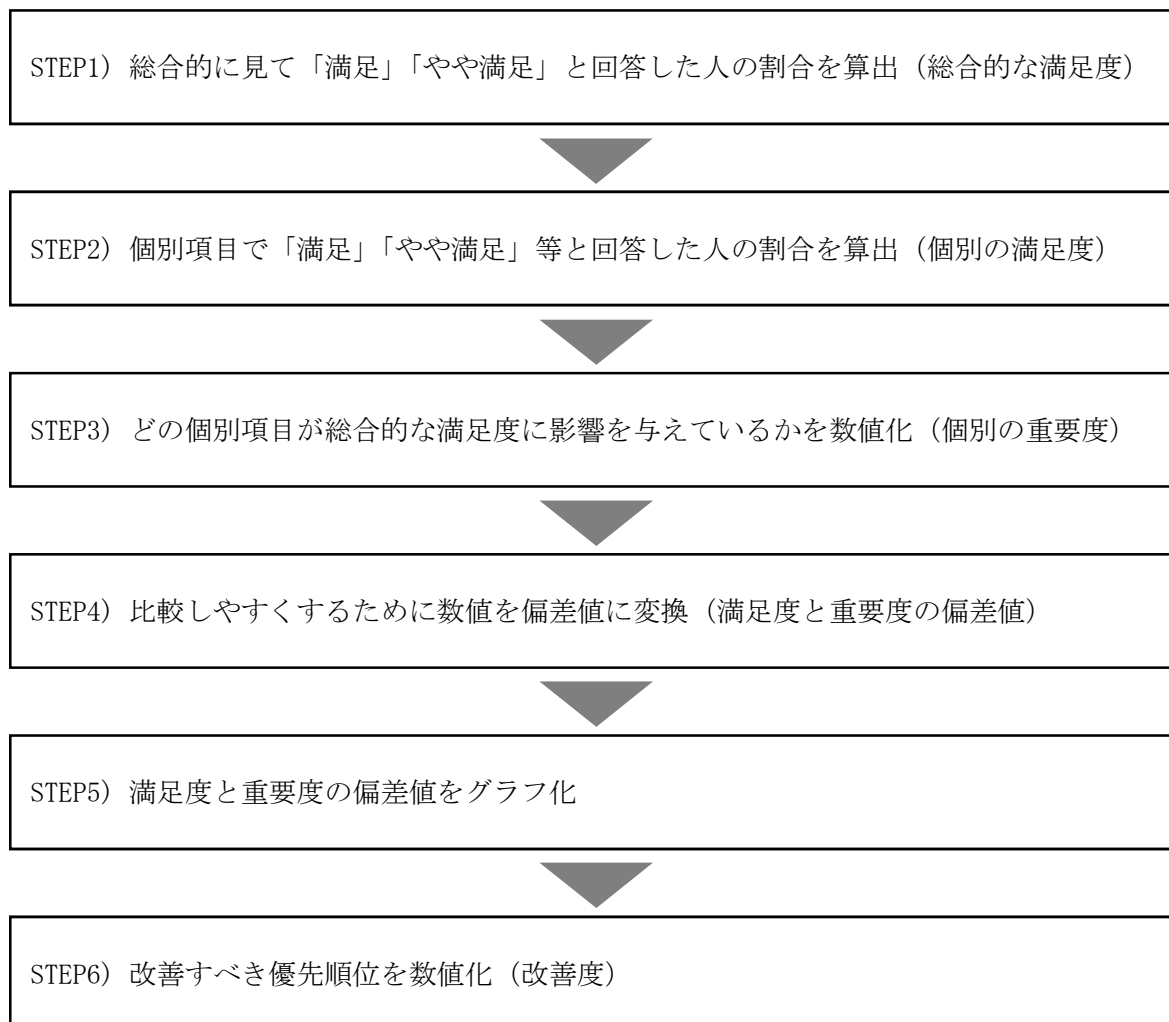 STEP1）総合的に見て「満足」「やや満足」と回答した人の割合を算出（総合的な満足度）
STEP2）個別項目で「満足」「やや満足」等と回答した人の割合を算出（個別の満足度）
STEP3）どの個別項目が総合的な満足度に影響を与えているかを数値化（個別の重要度）
STEP4）比較しやすくするために数値を偏差値に変換（満足度と重要度の偏差値）
STEP5）満足度と重要度の偏差値をグラフ化
STEP6）改善すべき優先順位を数値化（改善度）